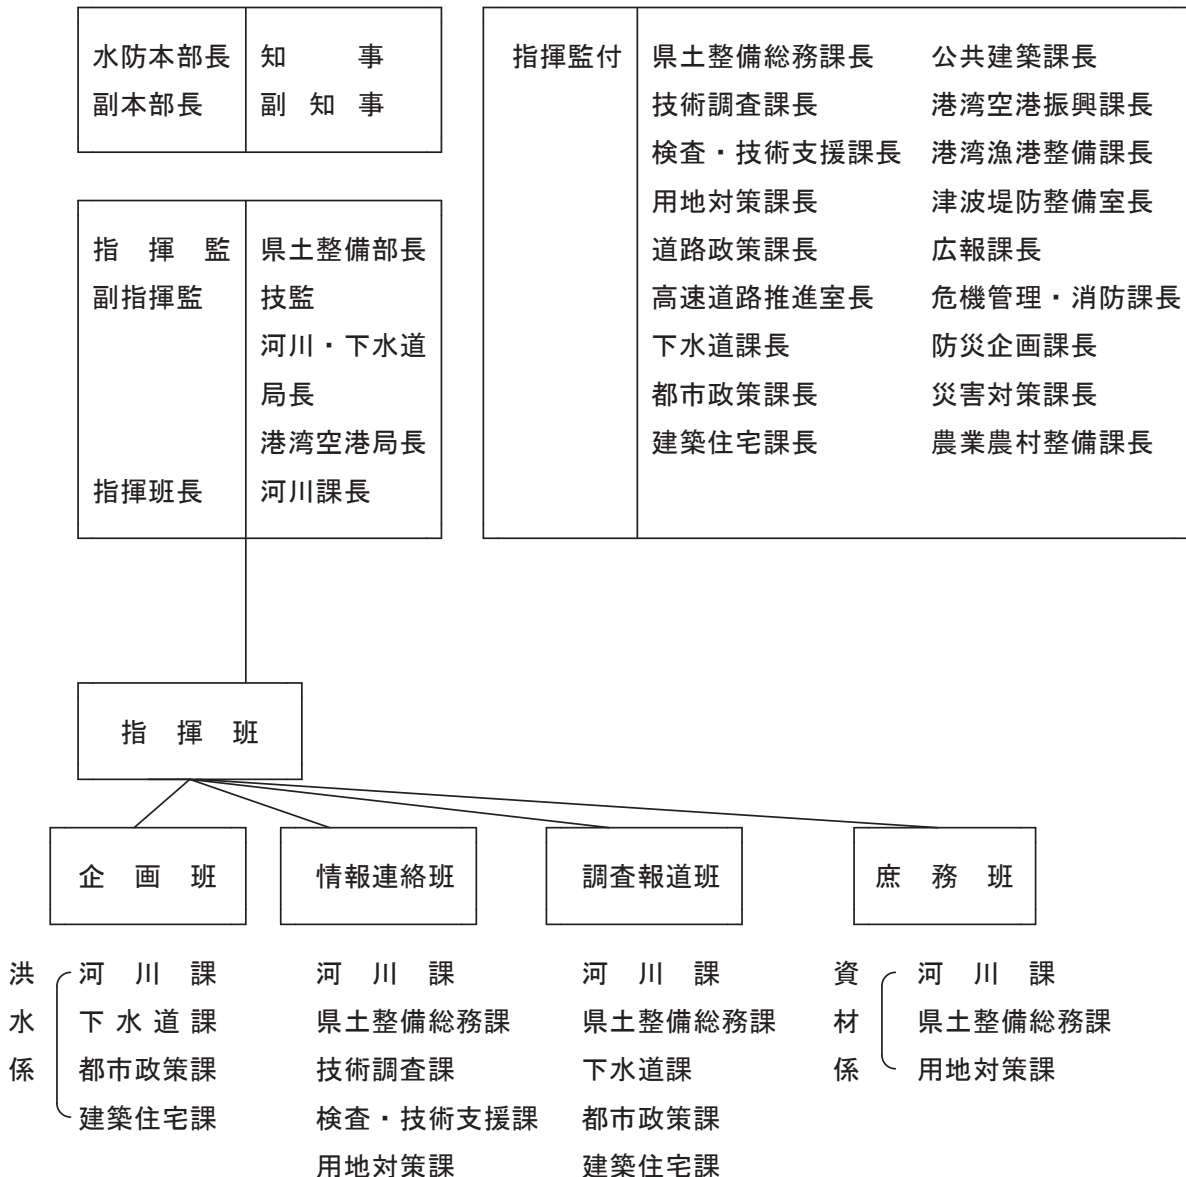 水防本部長 知事
副本部長 副知事
指揮監 県土整備部長
副指揮監 技監
河川・下水道
局長
港湾空港局長
指揮班長 河川課長
指揮監付 県土整備総務課長 公共建築課長
技術調査課長 港湾空港振興課長
検査・技術支援課長 港湾漁港整備課長
用地対策課長 津波堤防整備室長
道路政策課長 広報課長
高速道路推進室長 危機管理・消防課長
下水道課長 防災企画課長
都市政策課長 災害対策課長
建築住宅課長 農業農村整備課長
指揮班
企画班
洪水係
河川課
下水道課
都市政策課
建築住宅課
情報連絡班
河川課
県土整備総務課
技術調査課
検査・技術支援課
用地対策課
調査報道班
河川課
県土整備総務課
下水道課
都市政策課
建築住宅課
庶務班
資材係
河川課
県土整備総務課
用地対策課